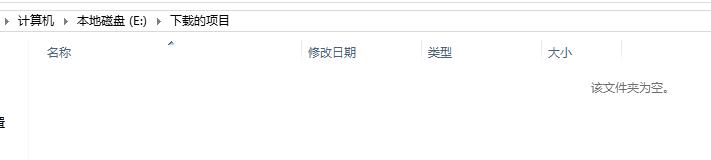 计算机 本地磁盘 (E:) 下载的项目
名称 修改日期 类型 大小
该文件夹为空。